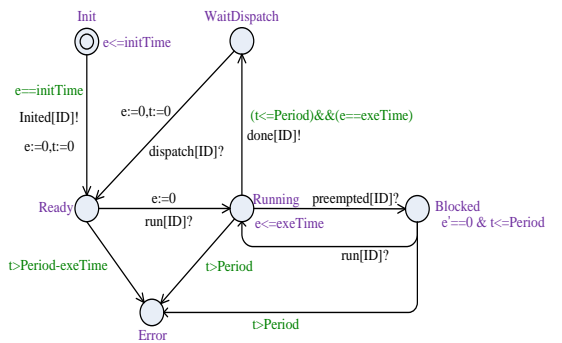 Init
WaitDispatch
e<=initTime
e==initTime
Inited[ID]!
e:=0,t:=0
e:=0,t:=0
dispatch[ID]?
(t<=Period)&&(e==exeTime)
done[ID]!
Ready
e:=0
run[ID]?
Running
e<=exeTime
preempted[ID]?
Blocked
e'==0 & t<=Period
run[ID]?
t>Period-exeTime
t>Period
t>Period
Error